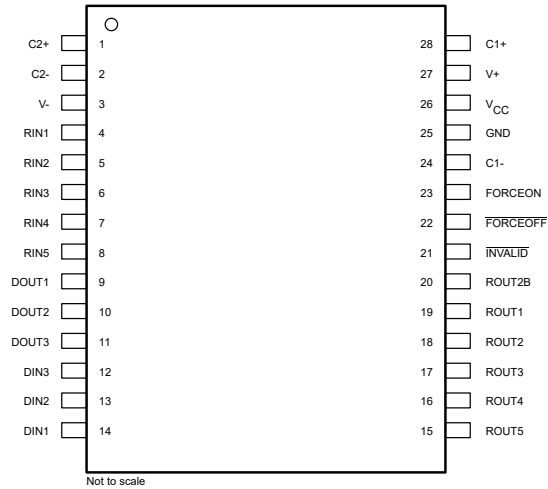 C2+ 1 28 C1+
C2- 2 27 V+
V- 3 26 VCC
RIN1 4 25 GND
RIN2 5 24 C1-
RIN3 6 23 FORCEON
RIN4 7 22 FORCEOFF
RIN5 8 21 INVALID
DOUT1 9 20 ROUT2B
DOUT2 10 19 ROUT1
DOUT3 11 18 ROUT2
DIN3 12 17 ROUT3
DIN2 13 16 ROUT4
DIN1 14 15 ROUT5
Not to scale